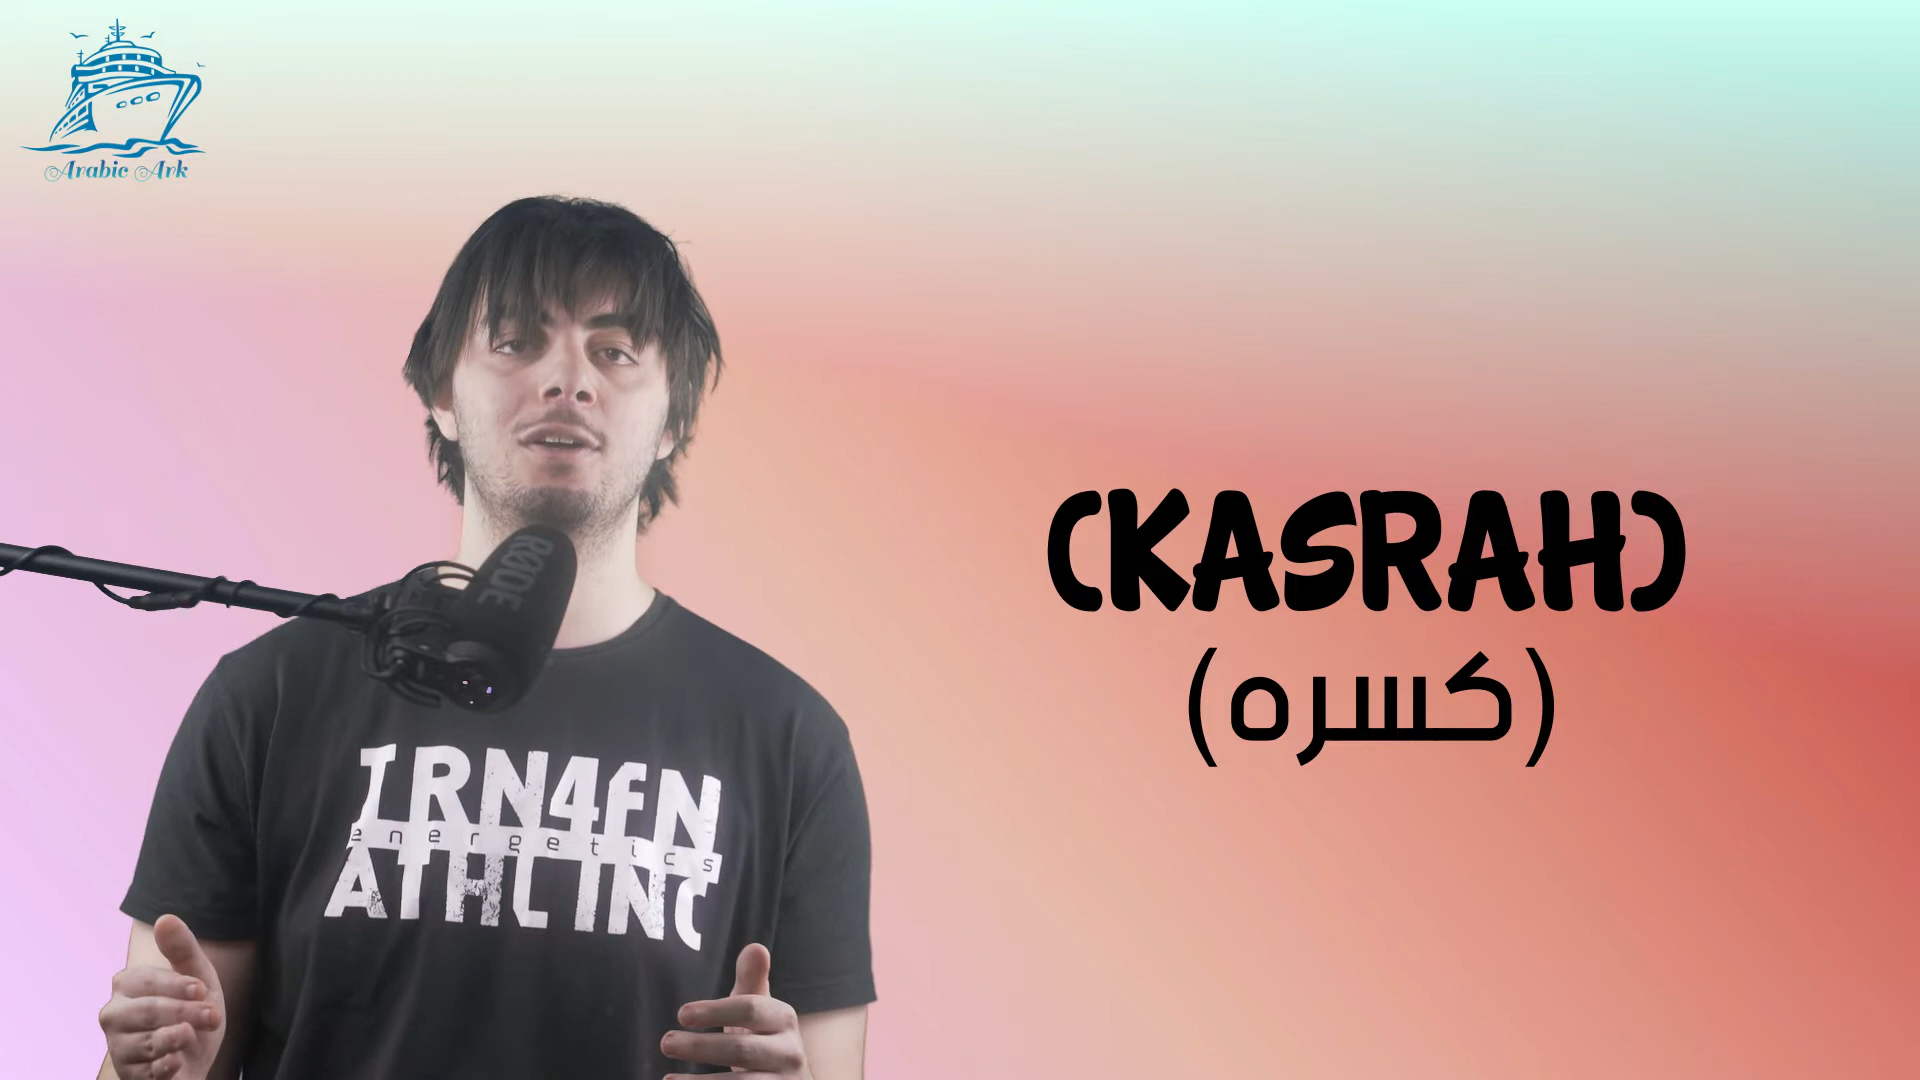 Arabic Ark
(KASRAH)
(كسره)
RØDE
IRN4FN
energetics
ATHLINC